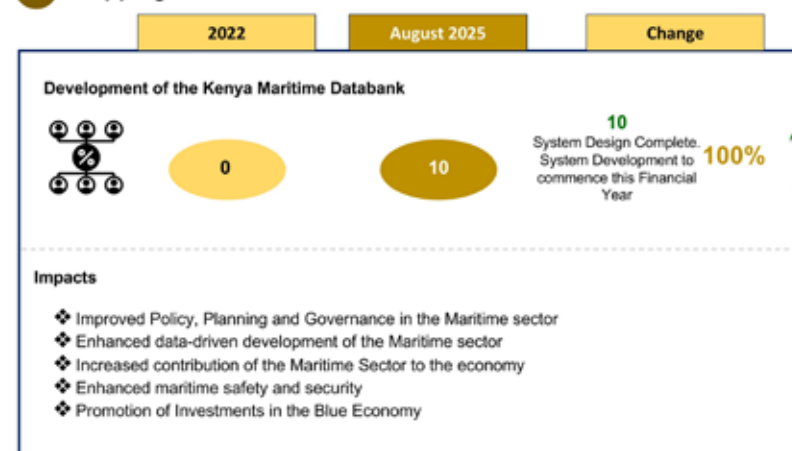 2022
August 2025
Change
Development of the Kenya Maritime Databank
%
0
10
10
System Design Complete.
System Development to
commence this Financial
Year
100%
Impacts
❖ Improved Policy, Planning and Governance in the Maritime sector
❖ Enhanced data-driven development of the Maritime sector
❖ Increased contribution of the Maritime Sector to the economy
❖ Enhanced maritime safety and security
❖ Promotion of Investments in the Blue Economy